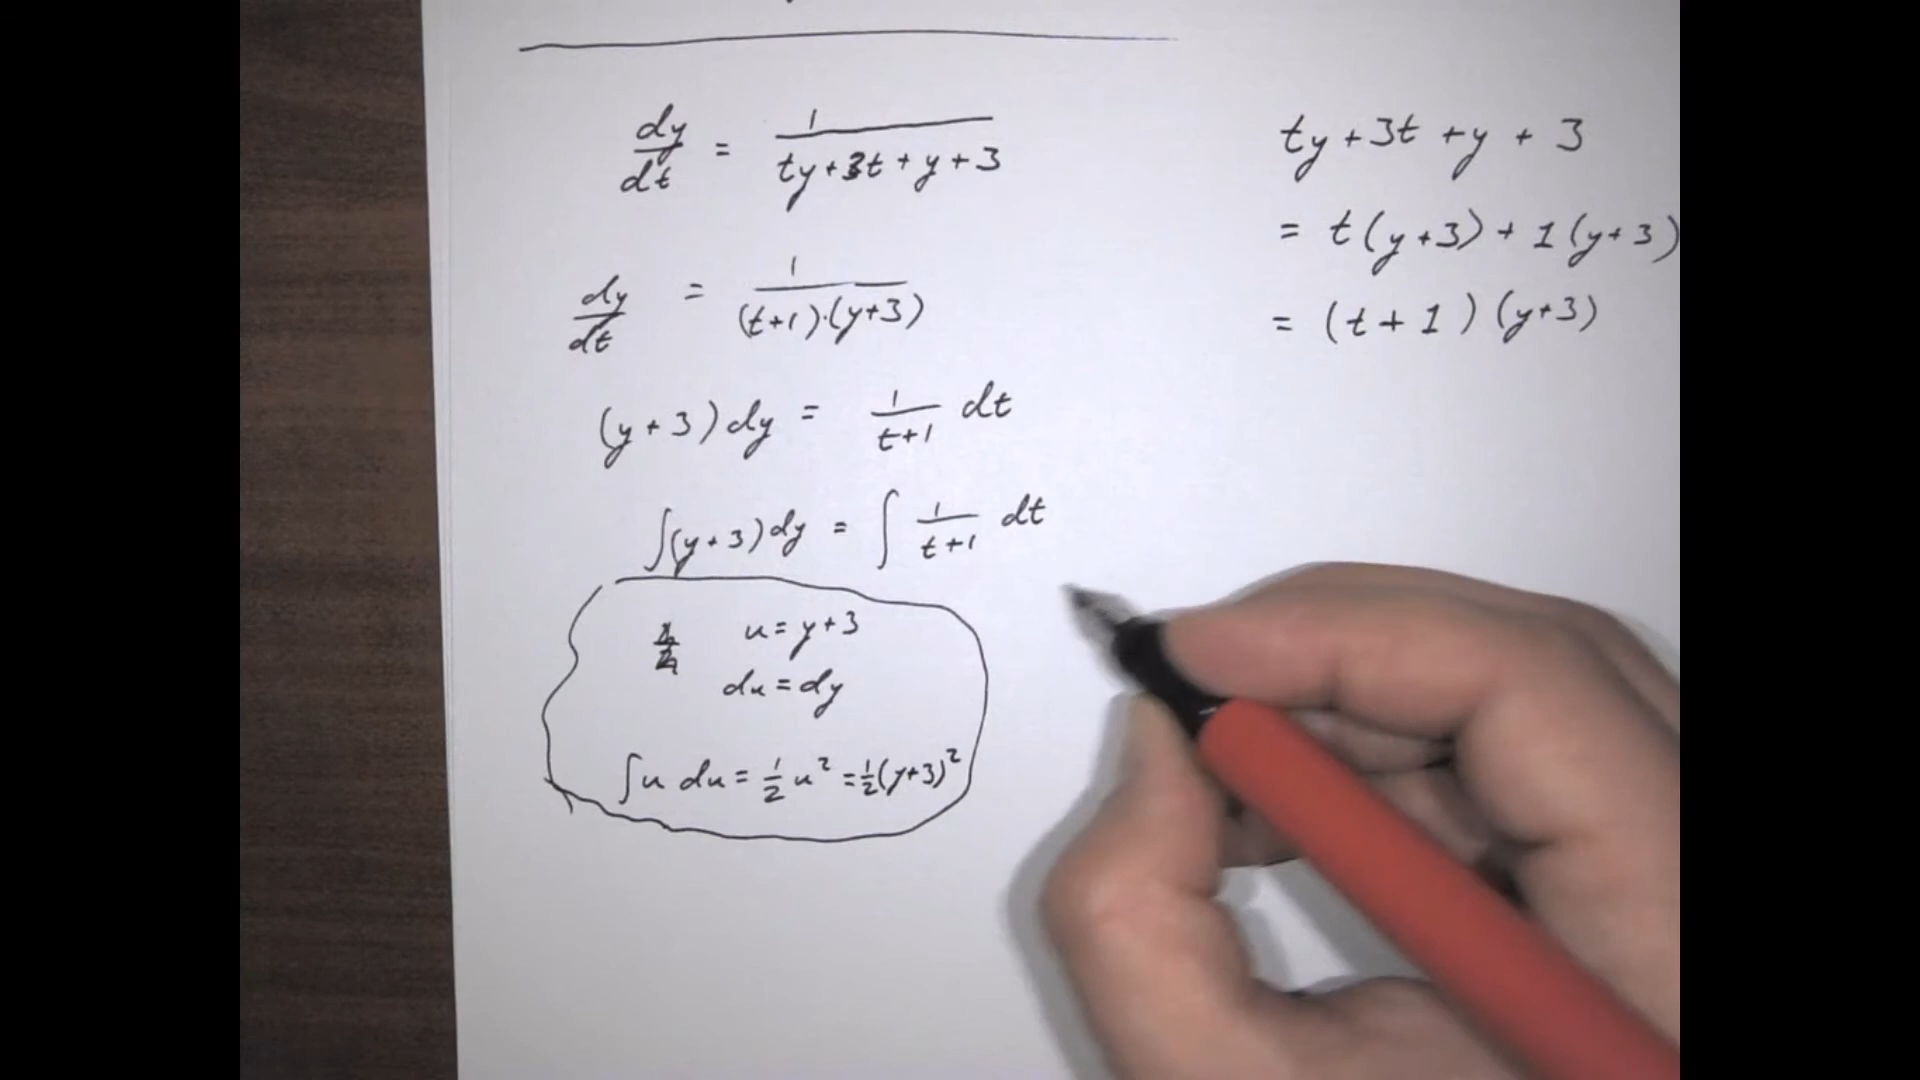 dy/dt = 1/(ty+3t+y+3)
dy/dt = 1/((t+1)·(y+3))
(y+3)dy = 1/(t+1) dt
∫(y+3)dy = ∫ 1/(t+1) dt
u = y+3
du = dy
∫u du = 1/2 u² = 1/2(y+3)²
ty+3t+y+3
= t(y+3)+1(y+3)
= (t+1)(y+3)